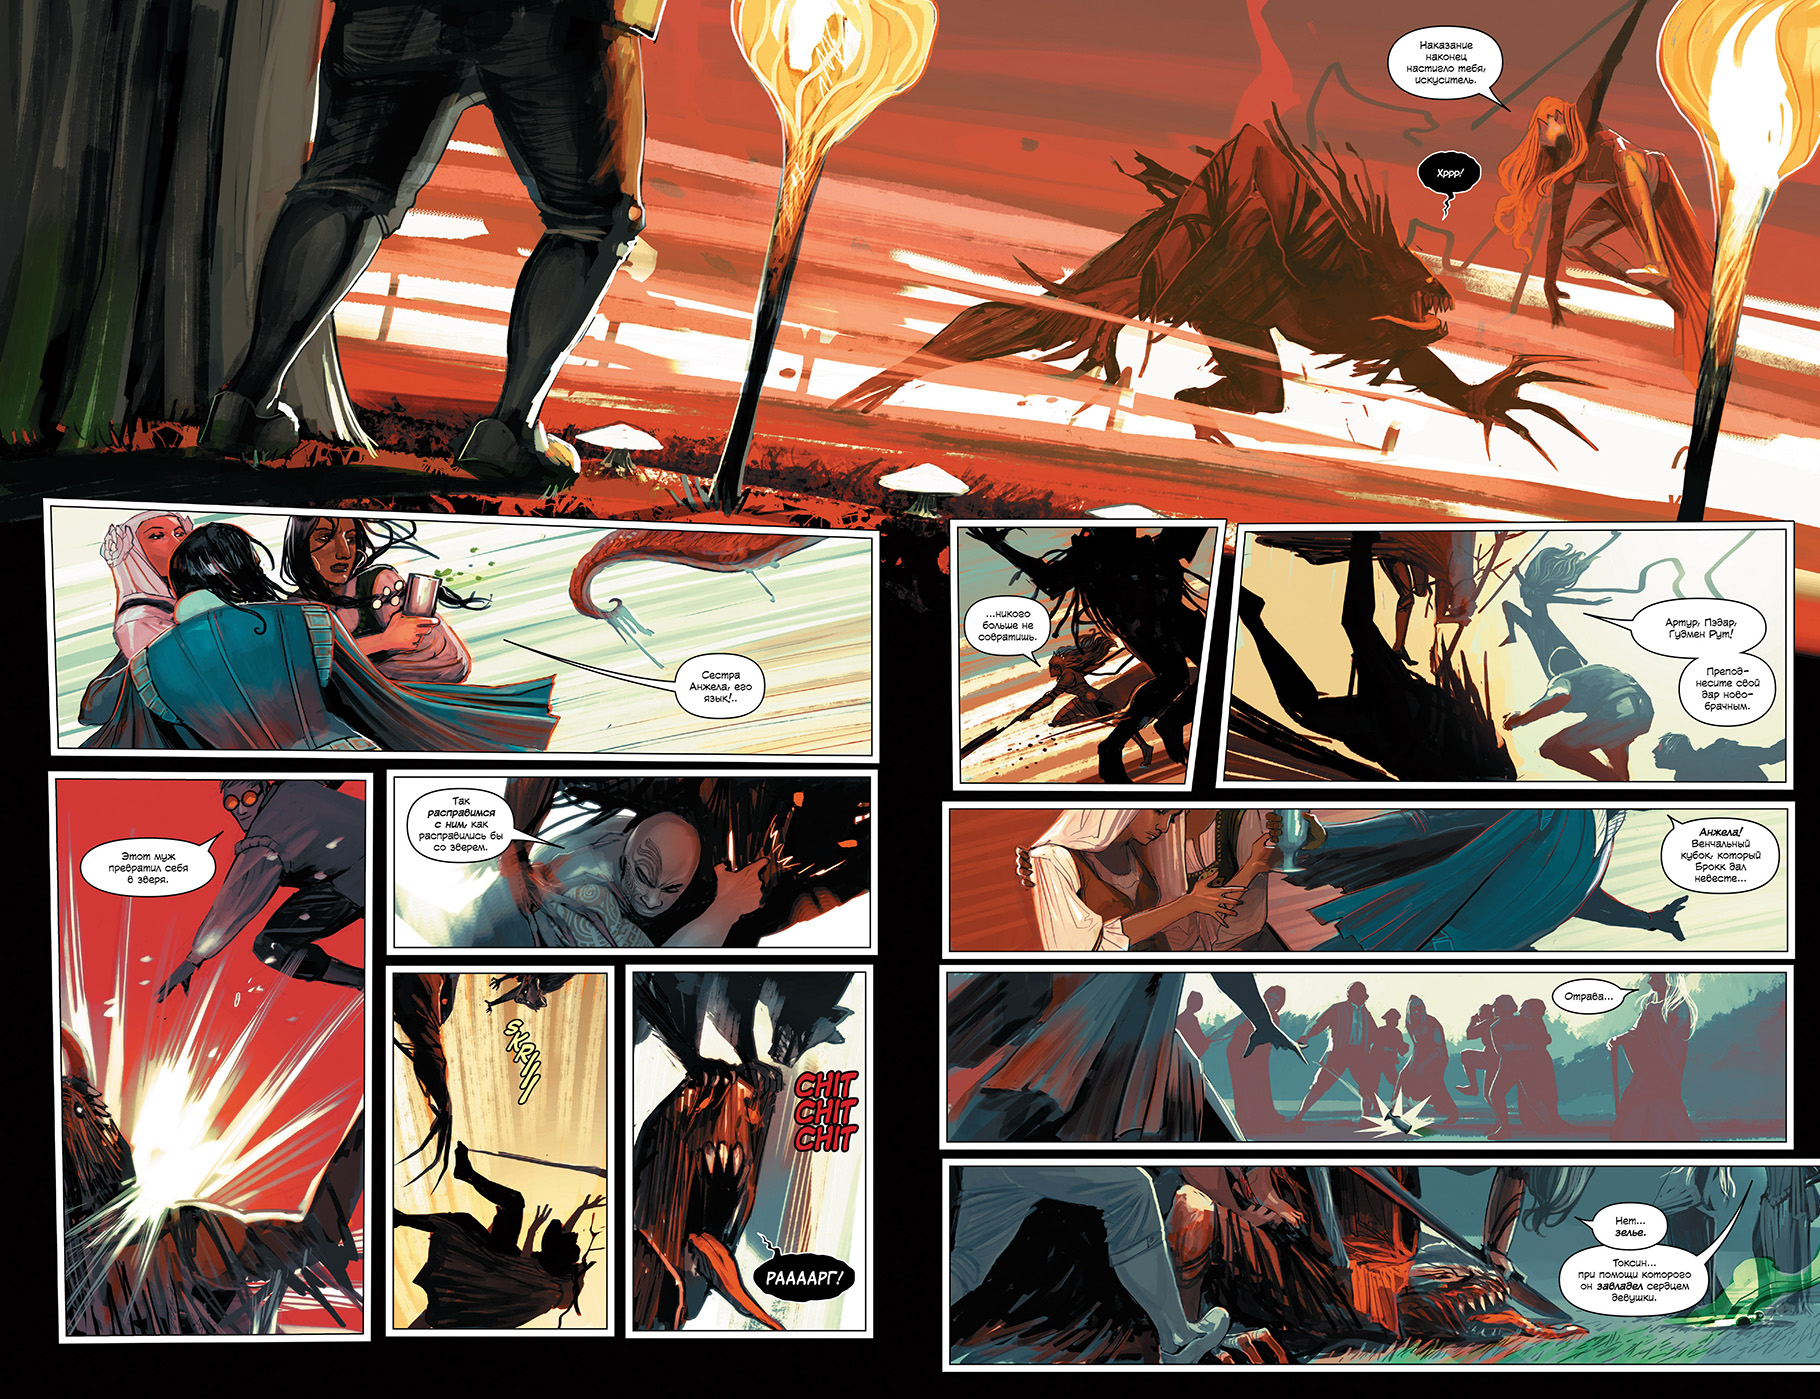 Наказание
наконец
настигло тебя,
искуситель.
Хррр!
Сестра
Анжела, его
язык!..
Этот муж
превратил себя
в зверя.
Так
расправимся
с ним, как
расправились бы
со зверем.
SKRIIII
CHIT
CHIT
CHIT
РААААРГ!
...никого
больше не
совратишь.
Артур, Пэдар,
Гудмен Рут!
Препод-
несите свой
дар ново-
брачным.
Анжела!
Венчальный
кубок, который
Брокк дал
невесте...
Отрава...
Нет...
зелье.
Токсин...
при помощи которого
он завладел сердцем
девушки.